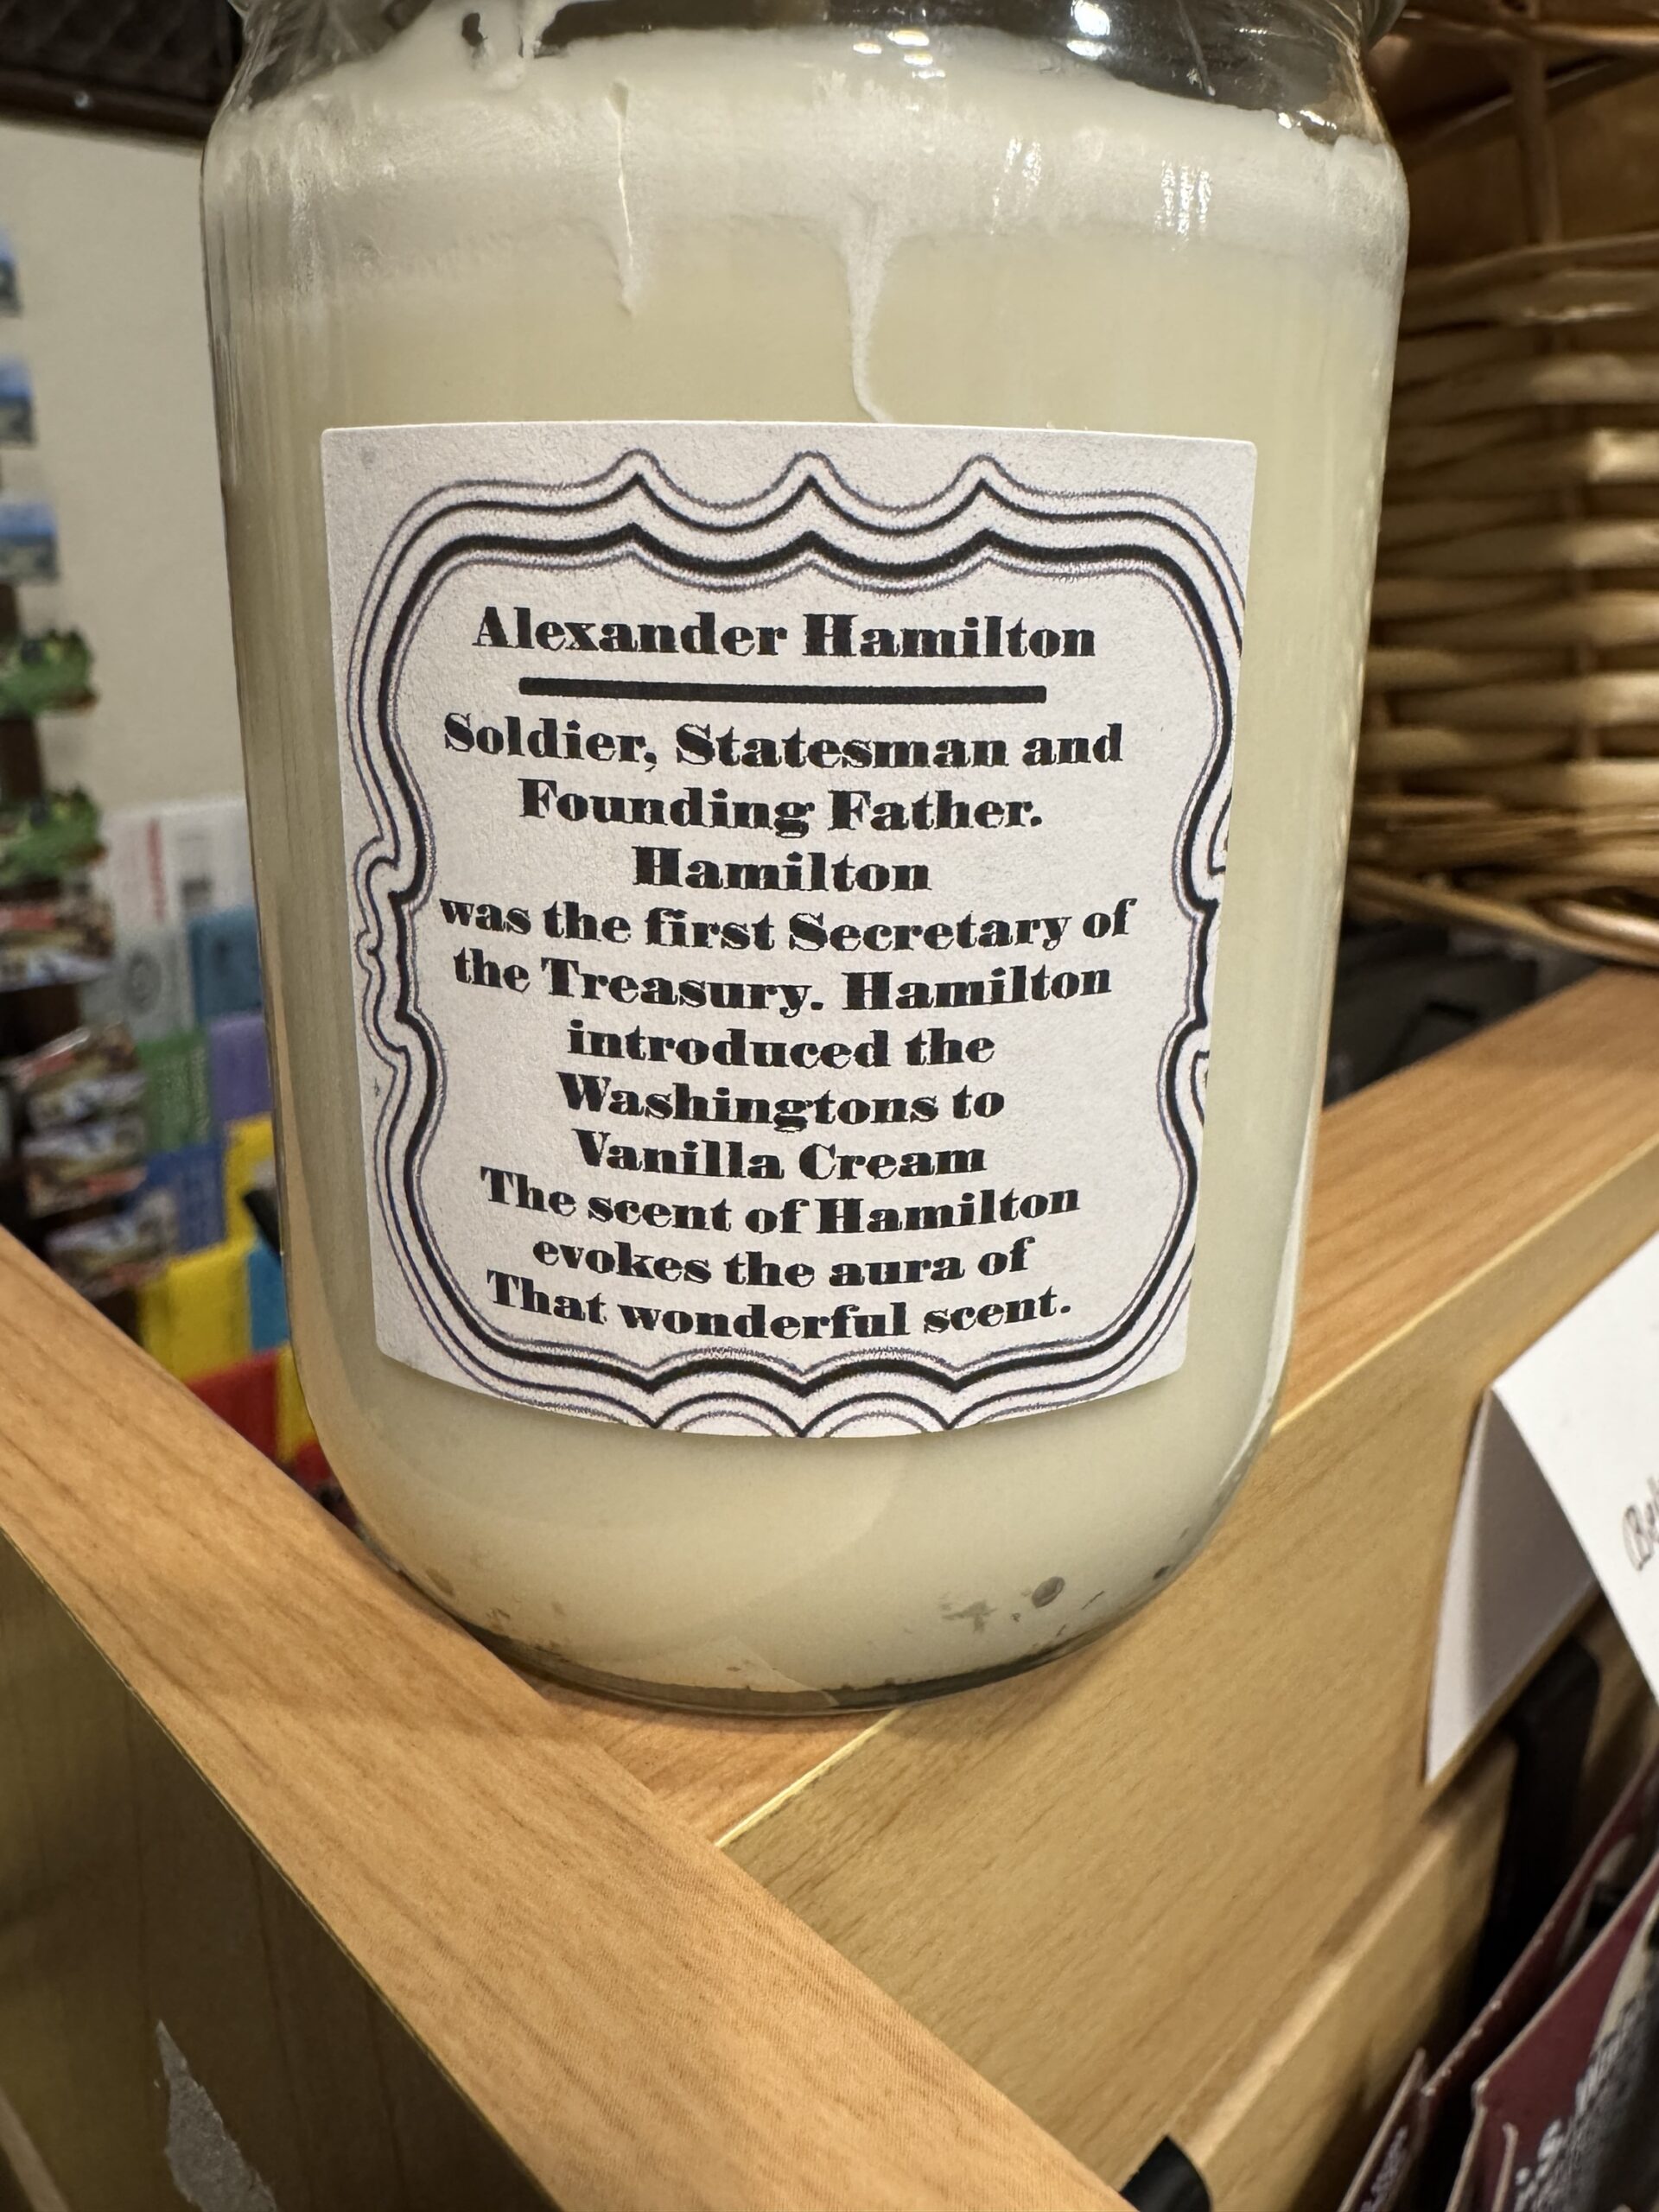 Alexander Hamilton
Soldier, Statesman and
Founding Father.
Hamilton
was the first Secretary of
the Treasury. Hamilton
introduced the
Washingtons to
Vanilla Cream
The scent of Hamilton
evokes the aura of
That wonderful scent.